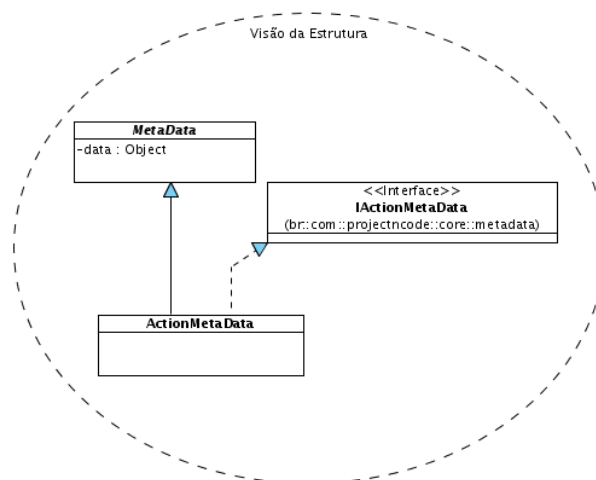 Visão da Estrutura
MetaData
-data : Object
<<Interface>>
IActionMetaData
(br::com::projectncode::core::metadata)
ActionMetaData